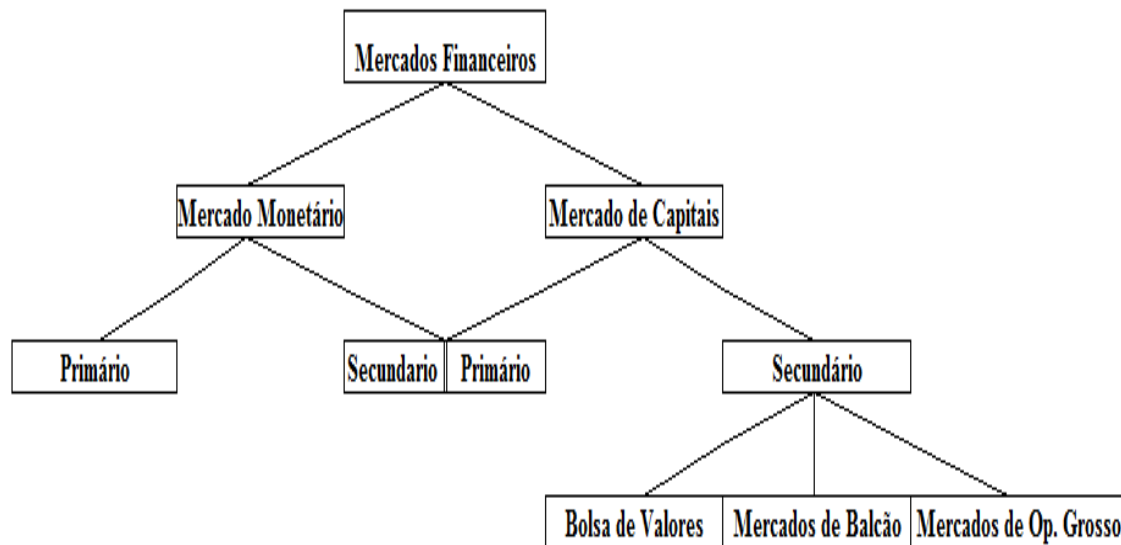 Mercados Financeiros
Mercado Monetário
Mercado de Capitais
Primário
Secundario
Primário
Secundário
Bolsa de Valores
Mercados de Balcão
Mercados de Op. Grosso